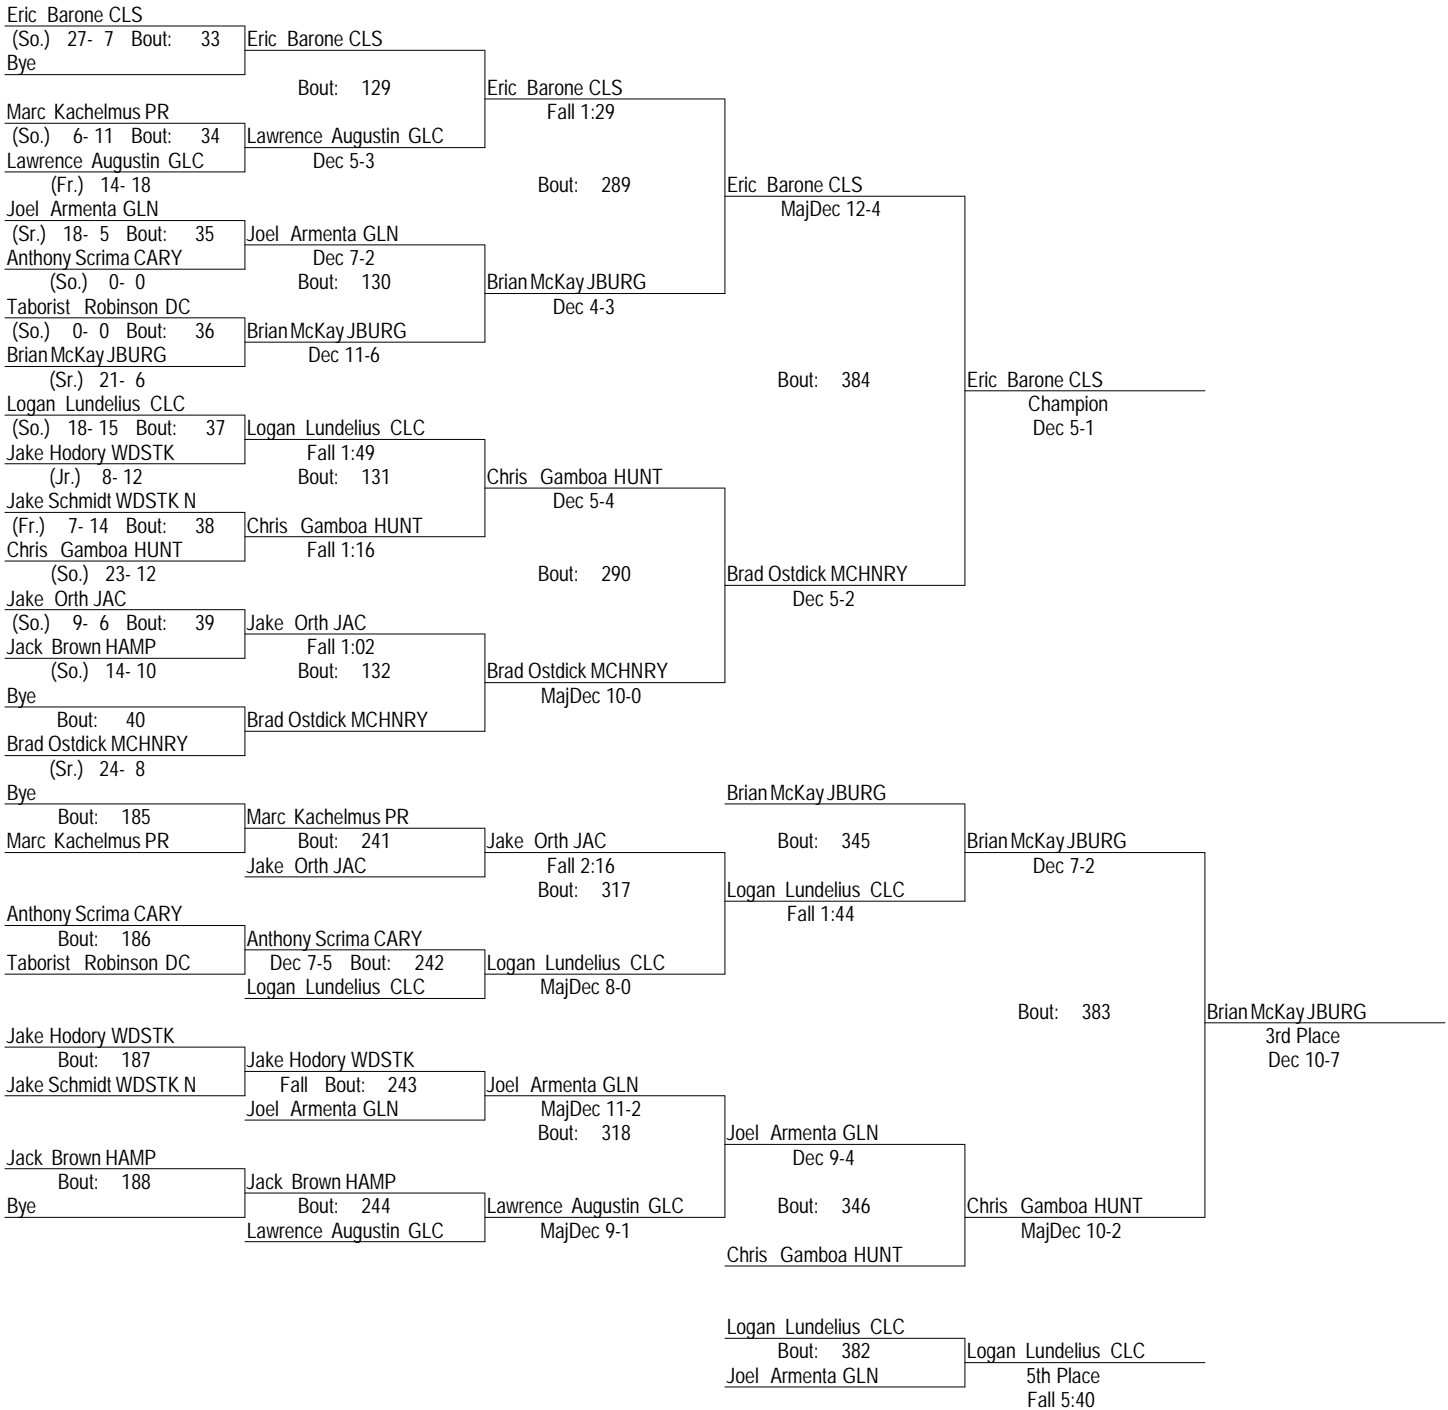 Eric Barone CLS
(So.) 27- 7 Bout: 33 Eric Barone CLS
Bye
Bout: 129 Eric Barone CLS
Marc Kachelmus PR Fall 1:29
(So.) 6- 11 Bout: 34 Lawrence Augustin GLC
Lawrence Augustin GLC Dec 5-3
(Fr.) 14- 18 Bout: 289 Eric Barone CLS
Joel Armenta GLN MajDec 12-4
(Sr.) 18- 5 Bout: 35 Joel Armenta GLN
Anthony Scrima CARY Dec 7-2
(So.) 0- 0 Bout: 130 Brian McKay JBURG
Taborist Robinson DC Dec 4-3
(So.) 0- 0 Bout: 36 Brian McKay JBURG
Brian McKay JBURG Dec 11-6
(Sr.) 21- 6 Bout: 384 Eric Barone CLS
Logan Lundelius CLC Champion
(So.) 18- 15 Bout: 37 Logan Lundelius CLC Dec 5-1
Jake Hodory WDSTK Fall 1:49
(Jr.) 8- 12 Bout: 131 Chris Gamboa HUNT
Jake Schmidt WDSTK N Dec 5-4
(Fr.) 7- 14 Bout: 38 Chris Gamboa HUNT
Chris Gamboa HUNT Fall 1:16
(So.) 23- 12 Bout: 290 Brad Ostdick MCHNRY
Jake Orth JAC Dec 5-2
(So.) 9- 6 Bout: 39 Jake Orth JAC
Jack Brown HAMP Fall 1:02
(So.) 14- 10 Bout: 132 Brad Ostdick MCHNRY
Bye MajDec 10-0
Bout: 40 Brad Ostdick MCHNRY
Brad Ostdick MCHNRY
(Sr.) 24- 8
Bye Brian McKay JBURG
Bout: 185 Marc Kachelmus PR
Marc Kachelmus PR Bout: 241 Jake Orth JAC Bout: 345 Brian McKay JBURG
Jake Orth JAC Fall 2:16 Dec 7-2
Bout: 317 Logan Lundelius CLC
Anthony Scrima CARY Fall 1:44
Bout: 186 Anthony Scrima CARY
Taborist Robinson DC Dec 7-5 Bout: 242 Logan Lundelius CLC
Logan Lundelius CLC MajDec 8-0
Bout: 383 Brian McKay JBURG
Jake Hodory WDSTK 3rd Place
Bout: 187 Jake Hodory WDSTK Dec 10-7
Jake Schmidt WDSTK N Fall Bout: 243 Joel Armenta GLN
Joel Armenta GLN MajDec 11-2
Bout: 318 Joel Armenta GLN
Jack Brown HAMP Dec 9-4
Bout: 188 Jack Brown HAMP
Bye Bout: 244 Lawrence Augustin GLC Bout: 346 Chris Gamboa HUNT
Lawrence Augustin GLC MajDec 9-1 MajDec 10-2
Chris Gamboa HUNT
Logan Lundelius CLC
Bout: 382 Logan Lundelius CLC
Joel Armenta GLN 5th Place
Fall 5:40